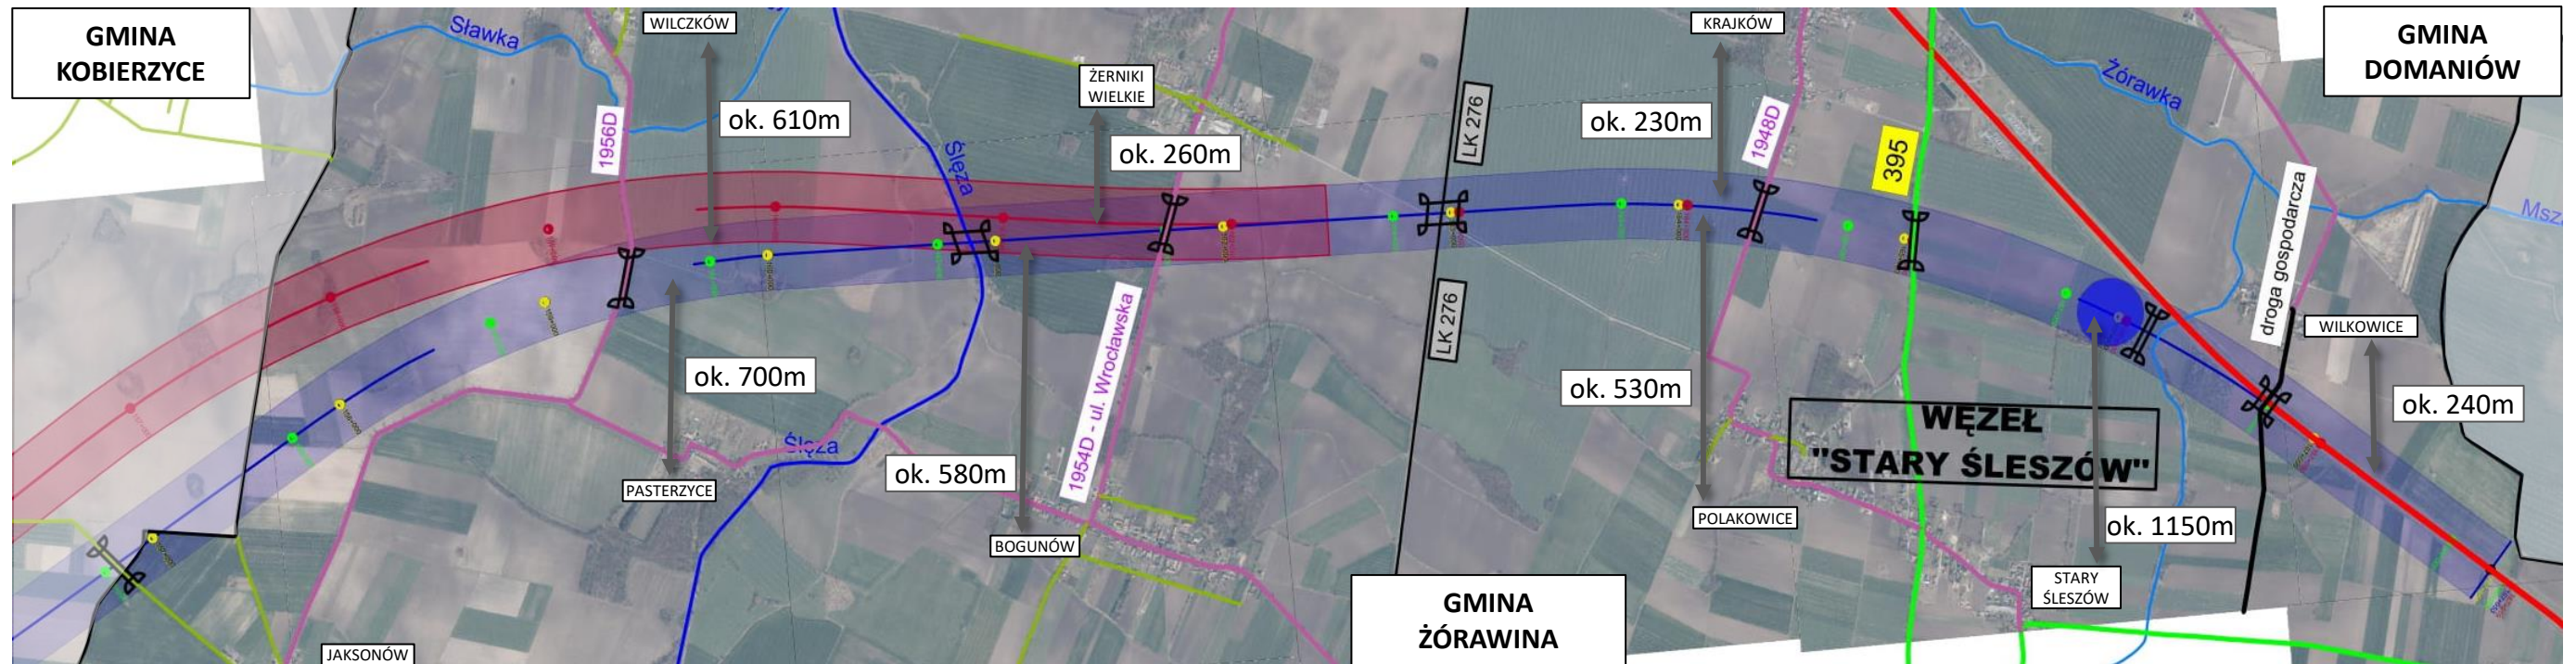 GMINA
KOBIERZYCE
Sławka
WILCZKÓW
KRAJKÓW
GMINA
DOMANIÓW
ŻERNIKI
WIELKIE
Żórawka
1956D
ok. 610m
Ślęza
ok. 260m
LK 276
ok. 230m
1948D
395
droga gospodarcza
Msz
WILKOWICE
LK 276
1954D - ul. Wrocławska
ok. 700m
ok. 530m
ok. 240m
WĘZEŁ
"STARY ŚLESZÓW"
Ślęza
ok. 580m
PASTERZYCE
POLAKOWICE
ok. 1150m
BOGUNÓW
STARY
ŚLESZÓW
GMINA
ŻÓRAWINA
JAKSONÓW